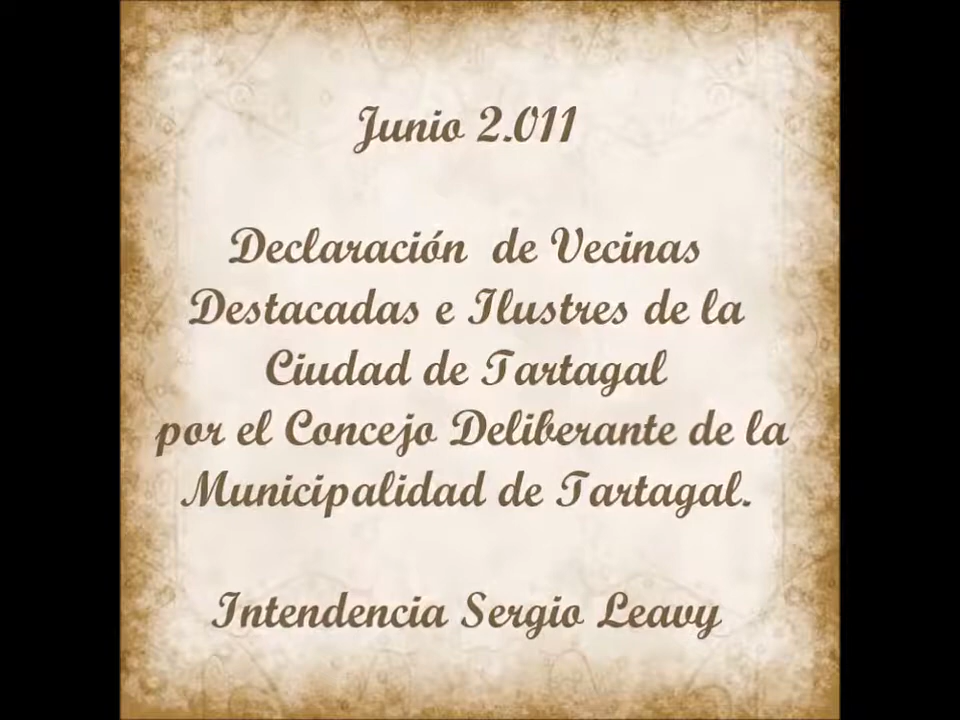 Junio 2.011
Declaración de Vecinas
Destacadas e Ilustres de la
Ciudad de Tartagal
por el Concejo Deliberante de la
Municipalidad de Tartagal.
Intendencia Sergio Leavy